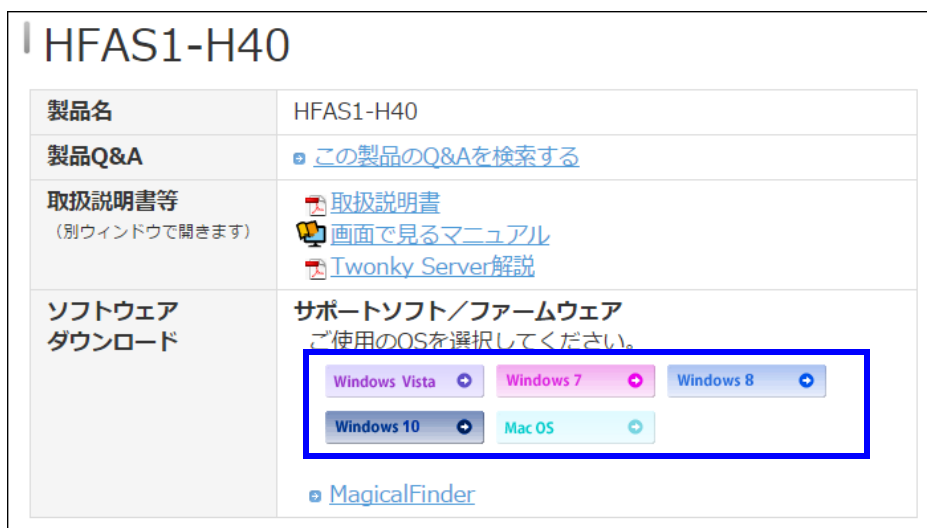 HFAS1-H40
製品名
HFAS1-H40
製品Q&A
この製品のQ&Aを検索する
取扱説明書等
（別ウィンドウで開きます）
取扱説明書
画面で見るマニュアル
Twonky Server解説
ソフトウェア
ダウンロード
サポートソフト／ファームウェア
ご使用のOSを選択してください。
Windows Vista
Windows 7
Windows 8
Windows 10
Mac OS
MagicalFinder